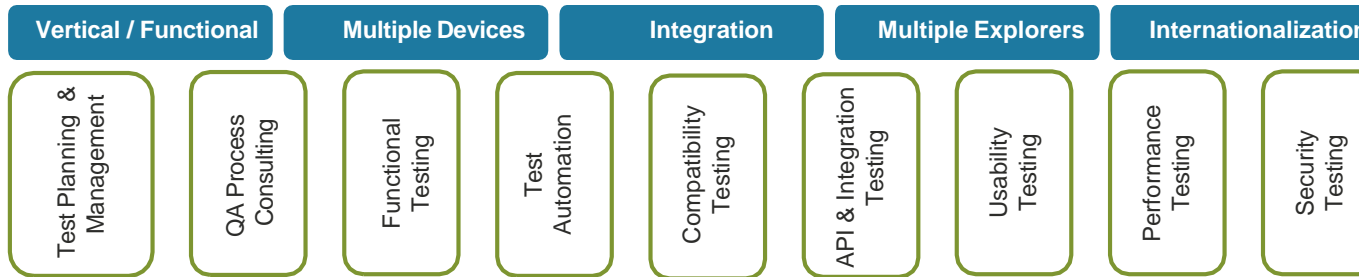 Vertical / Functional
Multiple Devices
Integration
Multiple Explorers
Internationalization
Test Planning &
Management
QA Process
Consulting
Functional
Testing
Test
Automation
Compatibility
Testing
API & Integration
Testing
Usability
Testing
Performance
Testing
Security
Testing